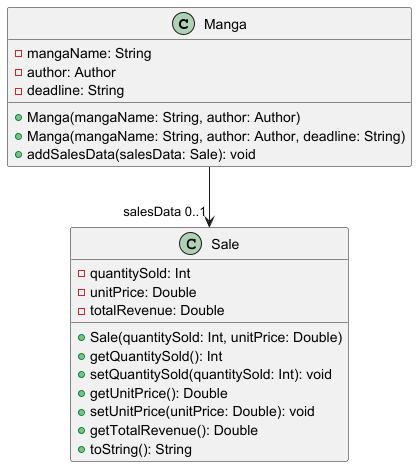 C Manga
mangaName: String
author: Author
deadline: String
Manga(mangaName: String, author: Author)
Manga(mangaName: String, author: Author, deadline: String)
addSalesData(salesData: Sale): void
salesData 0..1
C Sale
quantitySold: Int
unitPrice: Double
totalRevenue: Double
Sale(quantitySold: Int, unitPrice: Double)
getQuantitySold(): Int
setQuantitySold(quantitySold: Int): void
getUnitPrice(): Double
setUnitPrice(unitPrice: Double): void
getTotalRevenue(): Double
toString(): String